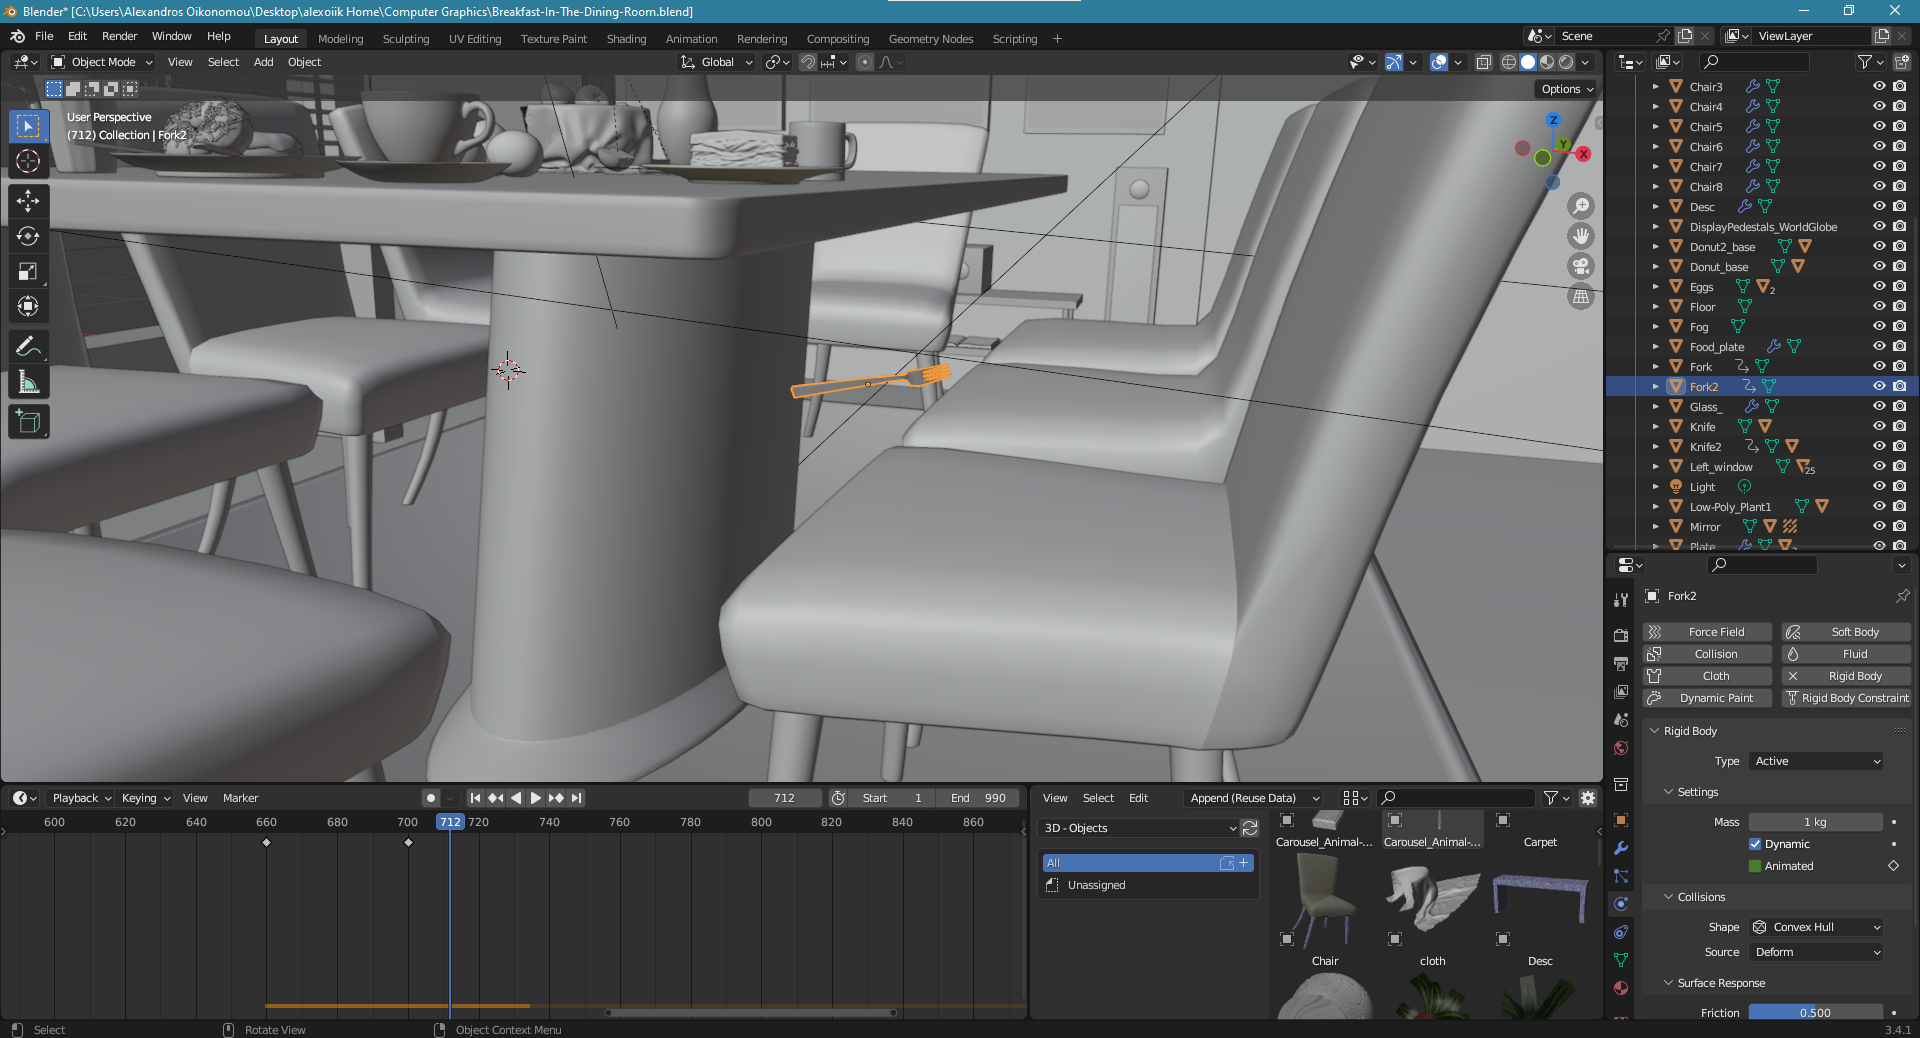 Blender* [C:\Users\Alexandros Oikonomou\Desktop\alexoiik Home\Computer Graphics\Breakfast-In-The-Dining-Room.blend]
File Edit Render Window Help Layout Modeling Sculpting UV Editing Texture Paint Shading Animation Rendering Compositing Geometry Nodes Scripting + Scene ViewLayer
Object Mode View Select Add Object Global
Options
User Perspective
(712) Collection | Fork2
Z
Y
X
Chair3
Chair4
Chair5
Chair6
Chair7
Chair8
Desc
DisplayPedestals_WorldGlobe
Donut2_base
Donut_base
Eggs 2
Floor
Fog
Food_plate
Fork
Fork2
Glass_
Knife
Knife2
Left_window 25
Light
Low-Poly_Plant1
Mirror
Plate
Fork2
Force Field Soft Body
Collision Fluid
Cloth Rigid Body
Dynamic Paint Rigid Body Constraint
Rigid Body
Type Active
Settings
Mass 1 kg
Dynamic
Animated
Collisions
Shape Convex Hull
Source Deform
Surface Response
Friction 0.500
Playback Keying View Marker 712 Start 1 End 990
600 620 640 660 680 700 712 720 740 760 780 800 820 840 860
View Select Edit Append (Reuse Data)
3D - Objects
All
Unassigned
Carousel_Animal-... Carousel_Animal-... Carpet
Chair cloth Desc
Select Rotate View Object Context Menu 3.4.1